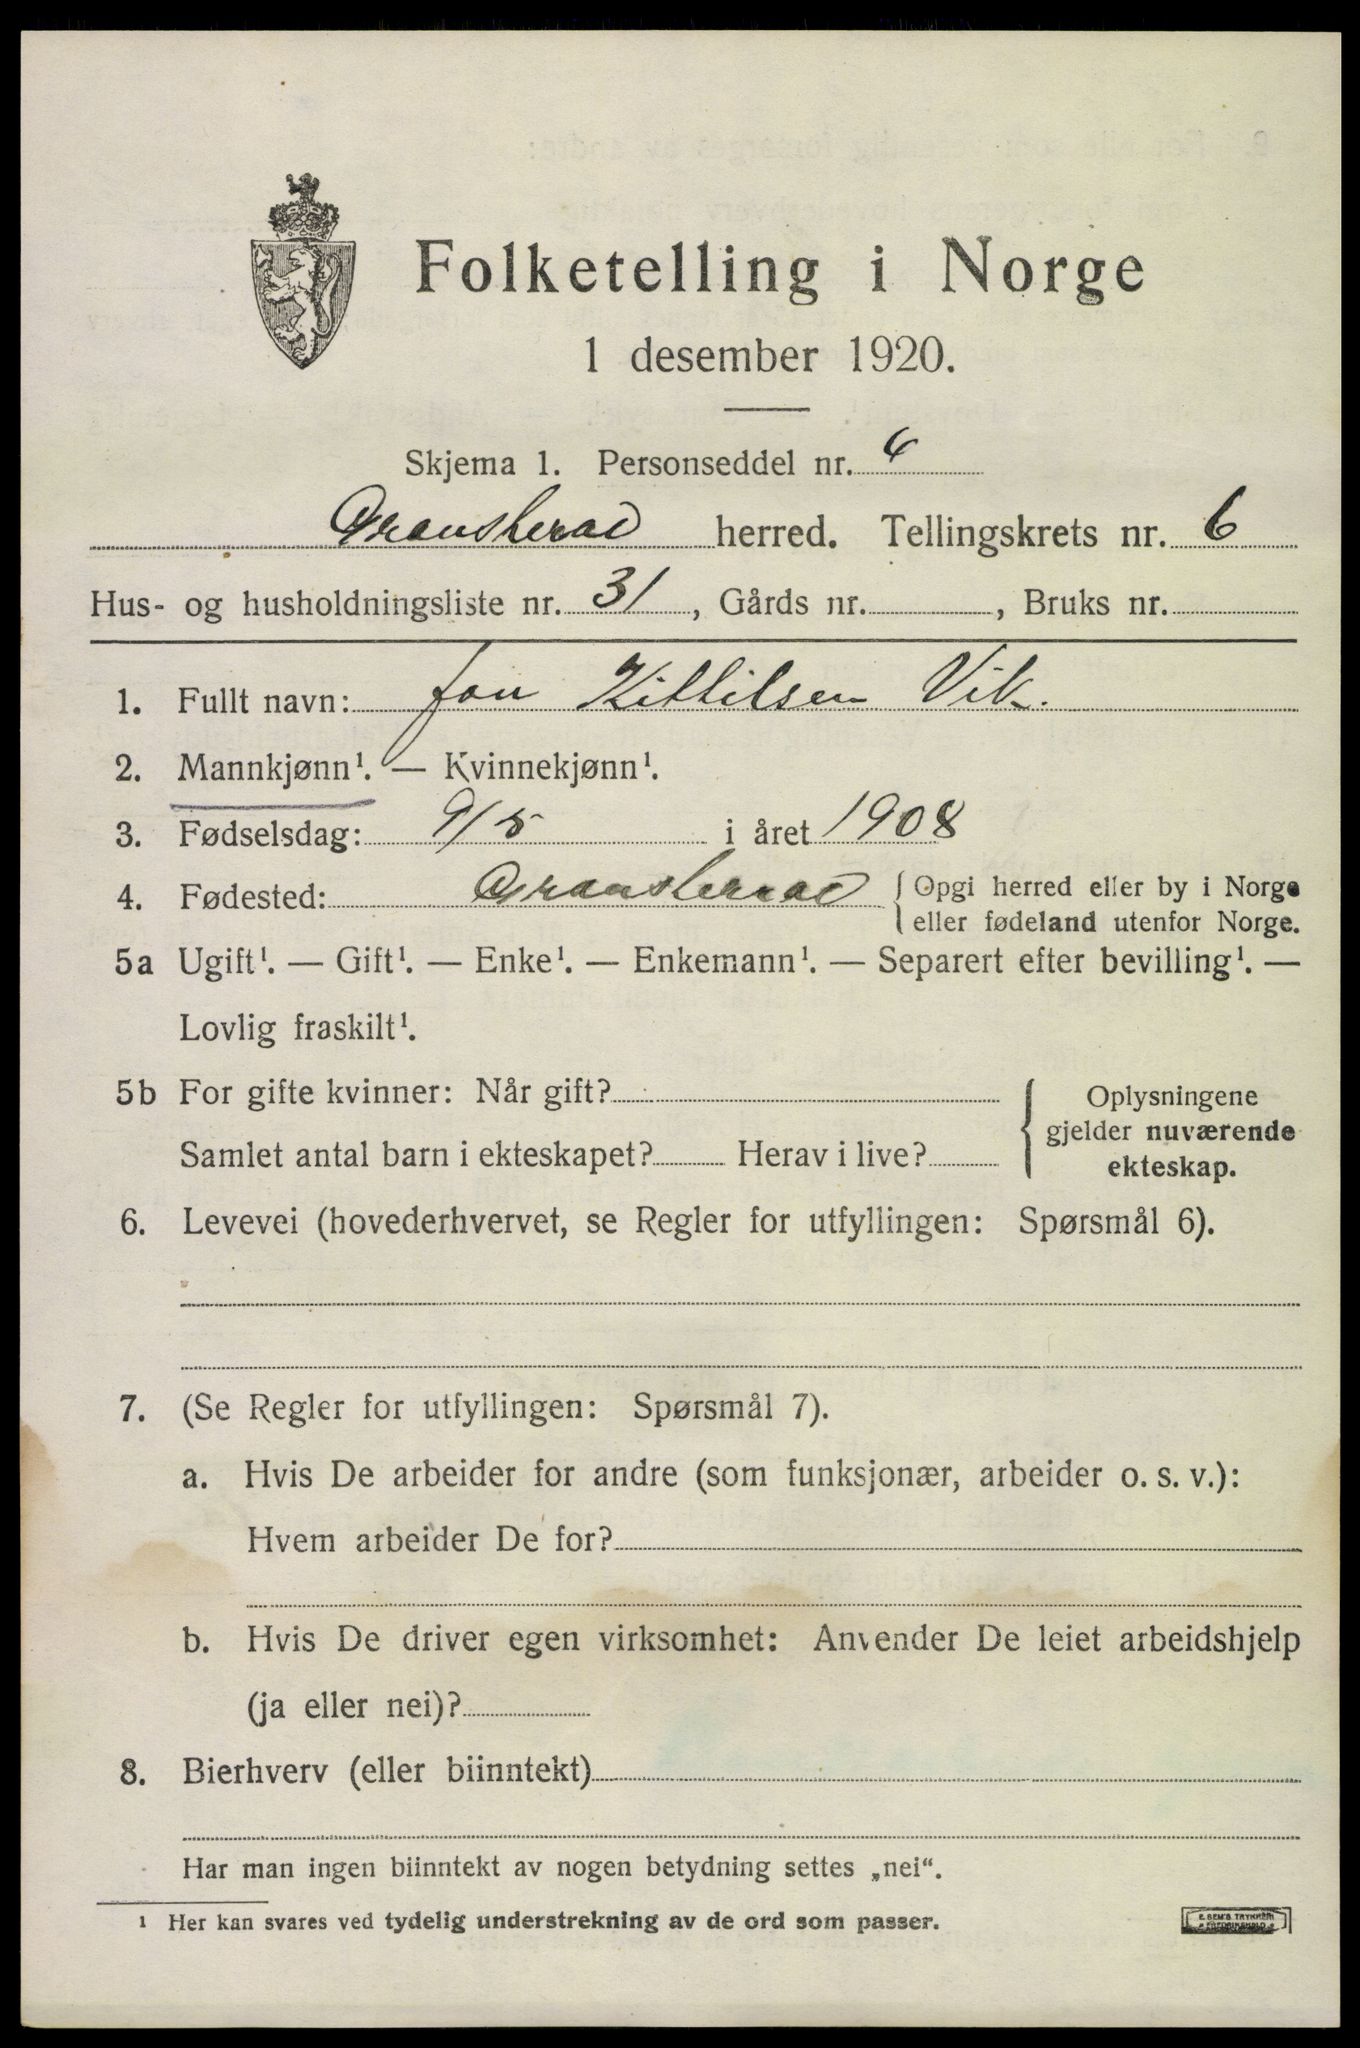 Folketelling i Norge
1 desember 1920.
Skjema 1. Personseddel nr. 4
Gransherad herred. Tellingskrets nr. 6
Hus- og husholdningsliste nr. 31, Gårds nr. , Bruks nr.
1. Fullt navn: Jon Kittilsen Vik.
2. Mannkjønn¹. — Kvinnekjønn¹.
3. Fødselsdag: 9/5 i året 1908
4. Fødested: Gransherad { Opgi herred eller by i Norge
eller fødeland utenfor Norge.
5a Ugift¹. — Gift¹. — Enke¹. — Enkemann¹. — Separert efter bevilling¹. —
Lovlig fraskilt¹.
5b For gifte kvinner: Når gift? { Oplysningene
gjelder nuværende
Samlet antal barn i ekteskapet? Herav i live?
ekteskap.
6. Levevei (hovederhvervet, se Regler for utfyllingen: Spørsmål 6).
7. (Se Regler for utfyllingen: Spørsmål 7).
a. Hvis De arbeider for andre (som funksjonær, arbeider o. s. v.):
Hvem arbeider De for?
b. Hvis De driver egen virksomhet: Anvender De leiet arbeidshjelp
(ja eller nei)?
8. Bierhverv (eller biinntekt)
Har man ingen biinntekt av nogen betydning settes „nei“.
¹ Her kan svares ved tydelig understrekning av de ord som passer.
E. SEM'S TRYKKERI
FREDRIKSHALD